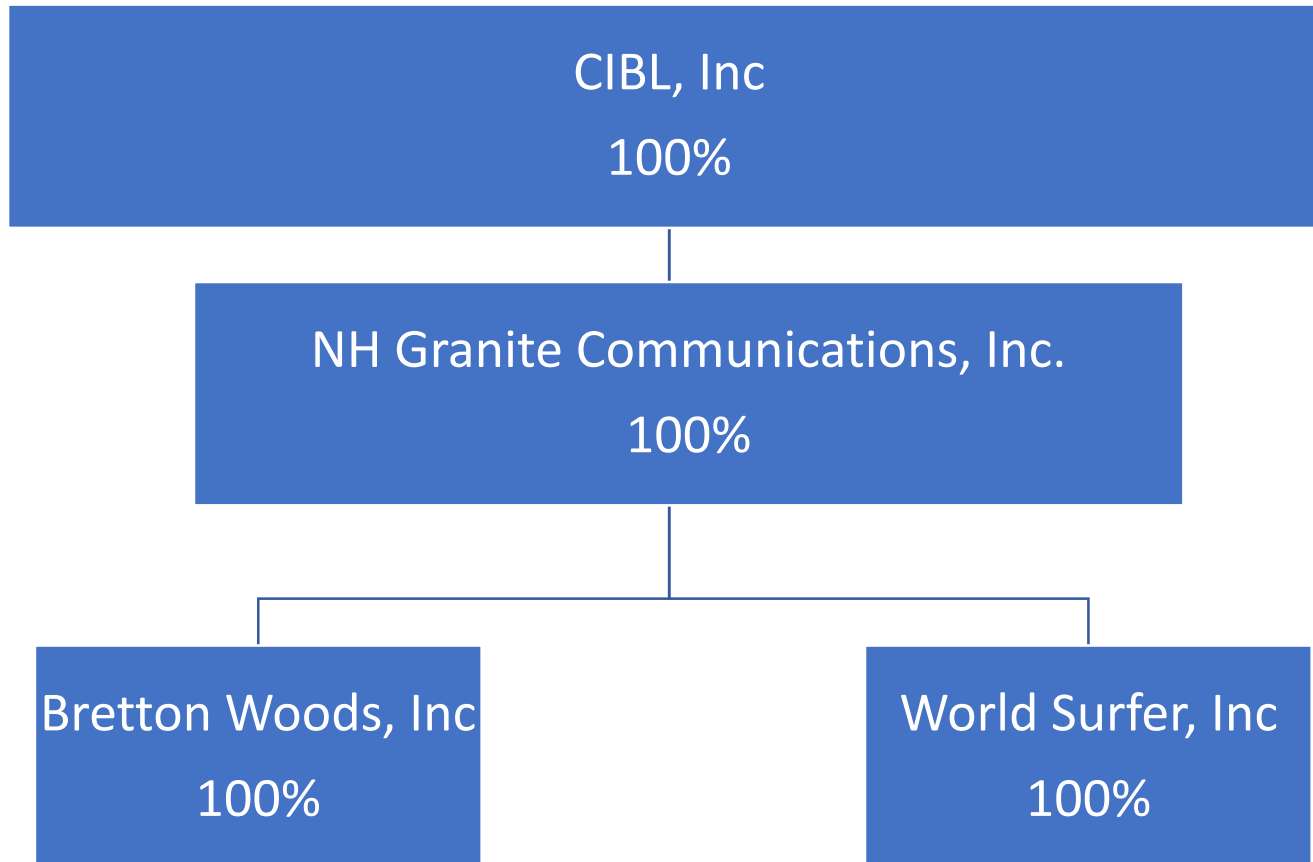 CIBL, Inc
100%
NH Granite Communications, Inc.
100%
Bretton Woods, Inc
100%
World Surfer, Inc
100%